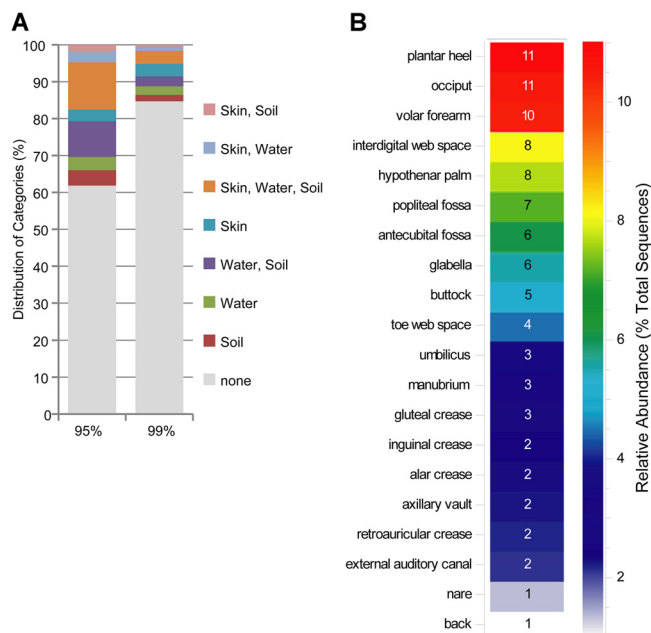 A
100
90
80
70
60
50
40
30
20
10
0
Distribution of Categories (%)
95%
99%
Skin, Soil
Skin, Water
Skin, Water, Soil
Skin
Water, Soil
Water
Soil
none
B
plantar heel 11
occiput 11
volar forearm 10
interdigital web space 8
hypothenar palm 8
popliteal fossa 7
antecubital fossa 6
glabella 6
buttock 5
toe web space 4
umbilicus 3
manubrium 3
gluteal crease 3
inguinal crease 2
alar crease 2
axillary vault 2
retroauricular crease 2
external auditory canal 2
nare 1
back 1
10
8
6
4
2
Relative Abundance (% Total Sequences)